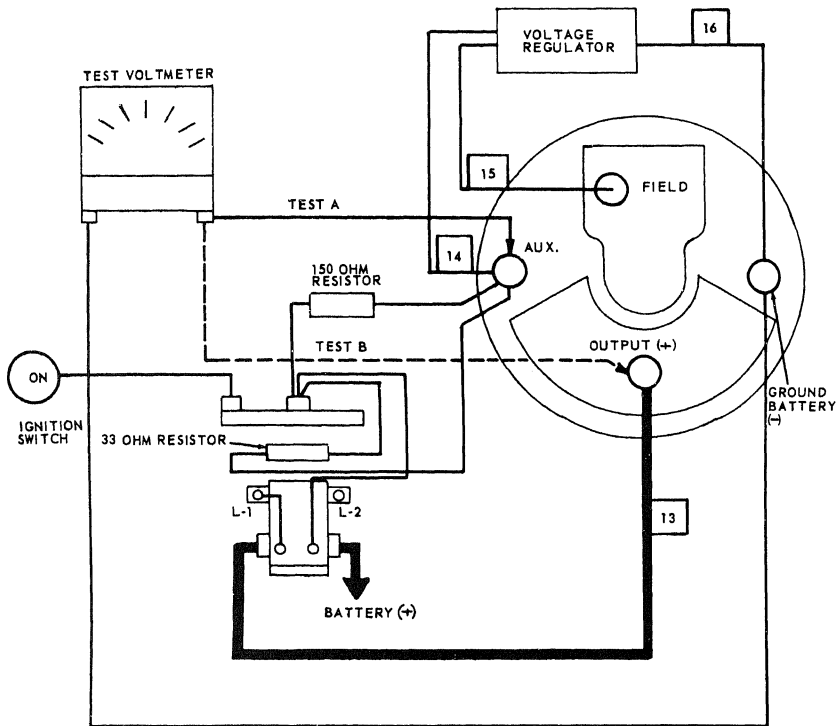 VOLTAGE
REGULATOR
16
TEST VOLTMETER
15
FIELD
TEST A
14
AUX.
150 OHM
RESISTOR
TEST B
OUTPUT (+)
ON
IGNITION
SWITCH
GROUND
BATTERY
(-)
33 OHM RESISTOR
L-1
L-2
13
BATTERY (+)